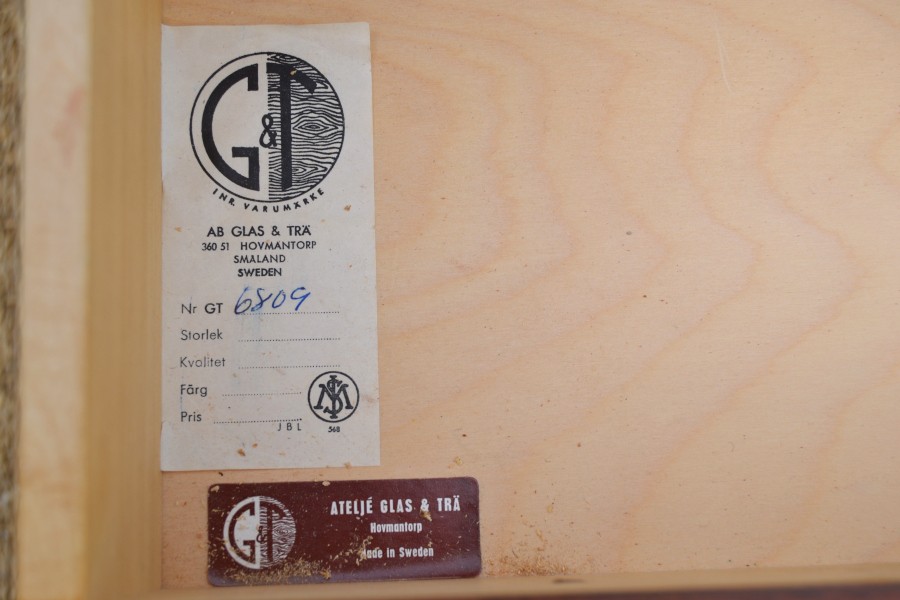 G&T
INR. VARUMÄRKE
AB GLAS & TRÄ
360 51 HOVMANTORP
SMÅLAND
SWEDEN
Nr GT 6809
Storlek
Kvalitet
Färg
Pris
JBL
MS
568
G&T
ATELJÉ GLAS & TRÄ
Hovmantorp
Made in Sweden